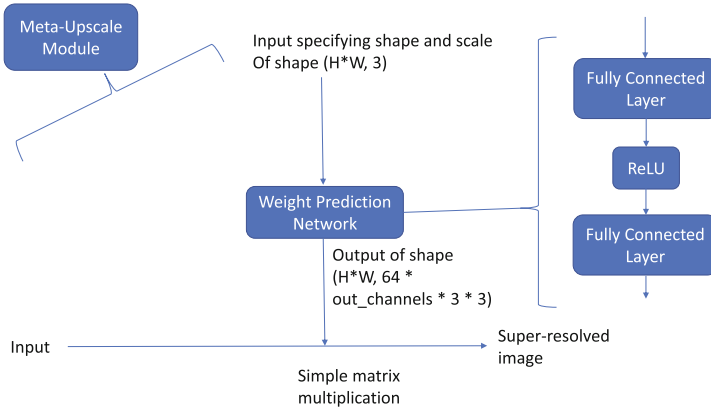 Meta-Upscale
Module
Input specifying shape and scale
Of shape (H*W, 3)
Fully Connected
Layer
ReLU
Weight Prediction
Network
Fully Connected
Layer
Output of shape
(H*W, 64 *
out_channels * 3 * 3)
Input
Super-resolved
image
Simple matrix
multiplication